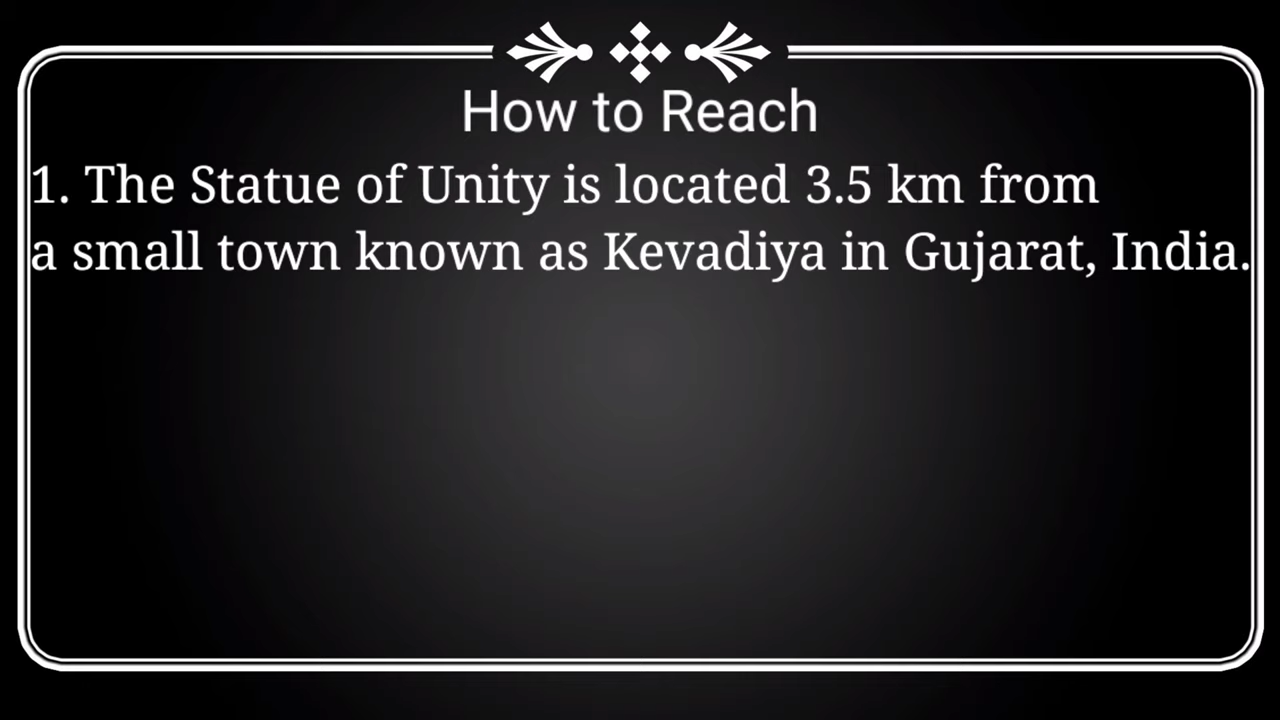 How to Reach
1. The Statue of Unity is located 3.5 km from
a small town known as Kevadiya in Gujarat, India.